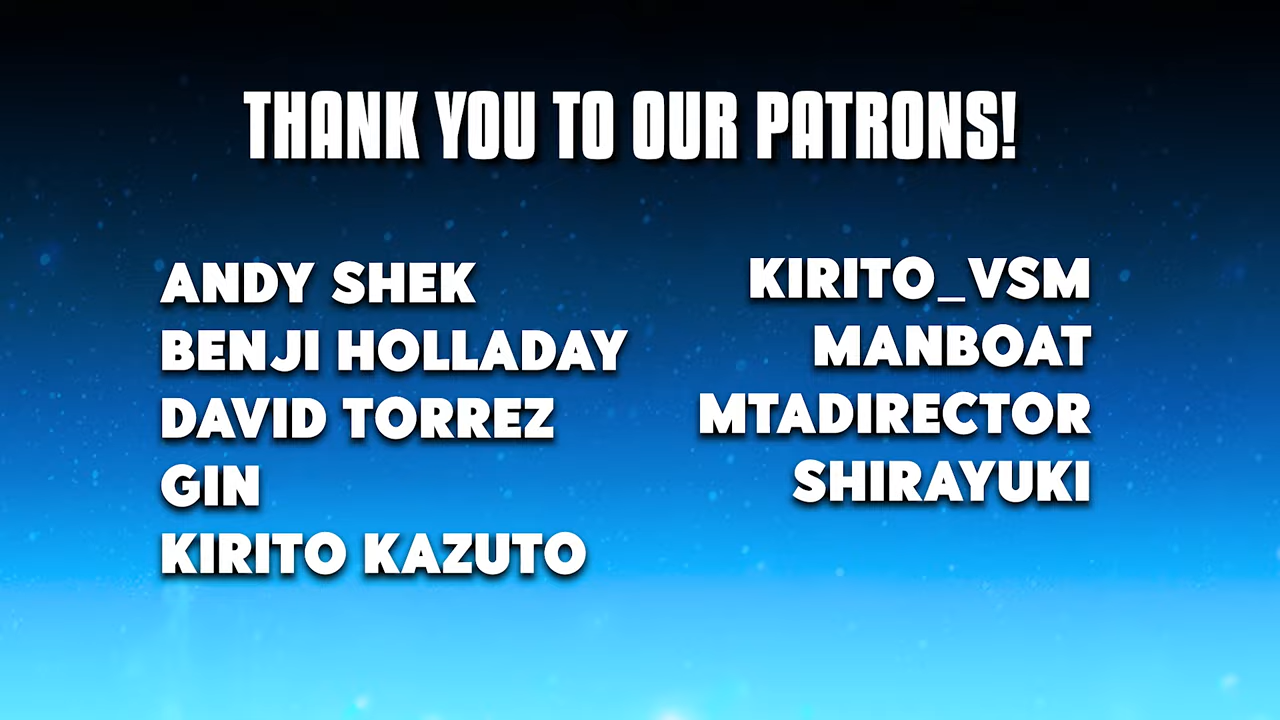 THANK YOU TO OUR PATRONS!
ANDY SHEK
BENJI HOLLADAY
DAVID TORREZ
GIN
KIRITO KAZUTO
KIRITO_VSM
MANBOAT
MTADIRECTOR
SHIRAYUKI